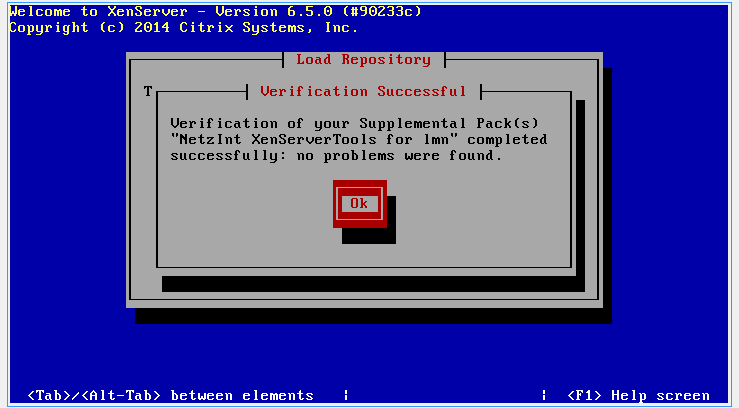 Welcome to XenServer - Version 6.5.0 (#90233c)
Copyright (c) 2014 Citrix Systems, Inc.
Load Repository
T
Verification Successful
Verification of your Supplemental Pack(s)
"NetzInt XenServerTools for lmn" completed
successfully: no problems were found.
Ok
<Tab>/<Alt-Tab> between elements | | <F1> Help screen